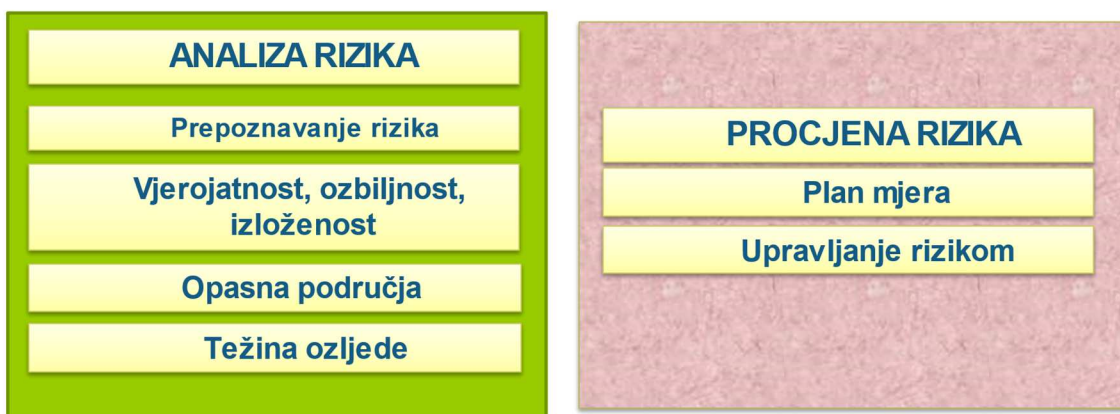 ANALIZA RIZIKA
Prepoznavanje rizika
Vjerojatnost, ozbiljnost,
izloženost
Opasna područja
Težina ozljede
PROCJENA RIZIKA
Plan mjera
Upravljanje rizikom